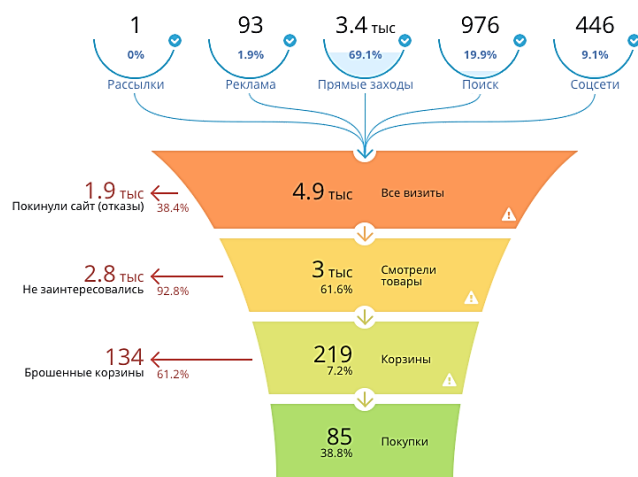 1 93 3.4 тыс 976 446
0% 1.9% 69.1% 19.9% 9.1%
Рассылки Реклама Прямые заходы Поиск Соцсети
1.9 тыс
Покинули сайт (отказы) 38.4%
4.9 тыс Все визиты
2.8 тыс
Не заинтересовались 92.8%
3 тыс Смотрели
61.6% товары
134
Брошенные корзины 61.2%
219 Корзины
7.2%
85 Покупки
38.8%